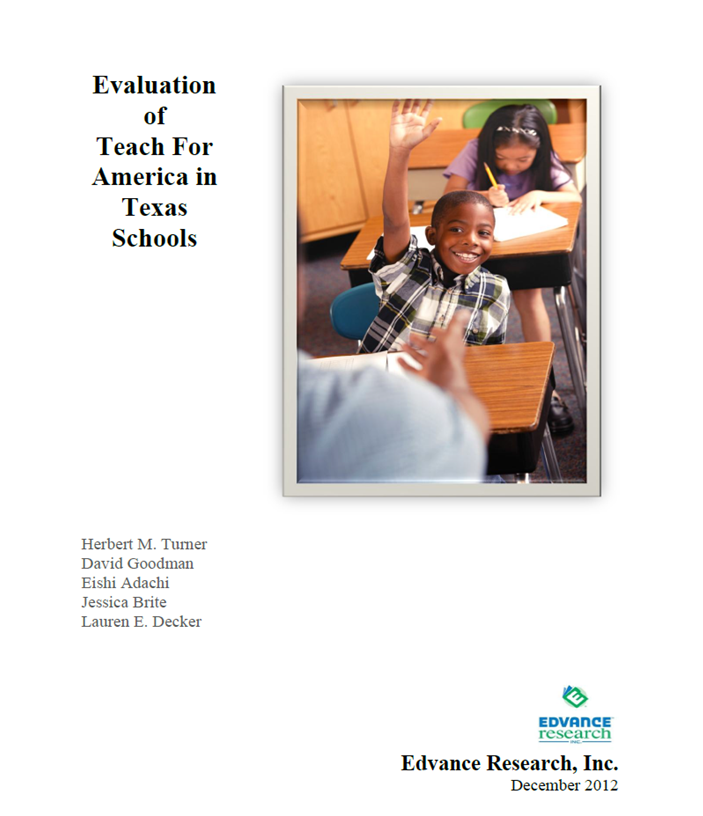 Evaluation
of
Teach For
America in
Texas
Schools
Herbert M. Turner
David Goodman
Eishi Adachi
Jessica Brite
Lauren E. Decker
EDVANCE
research
INC
Edvance Research, Inc.
December 2012